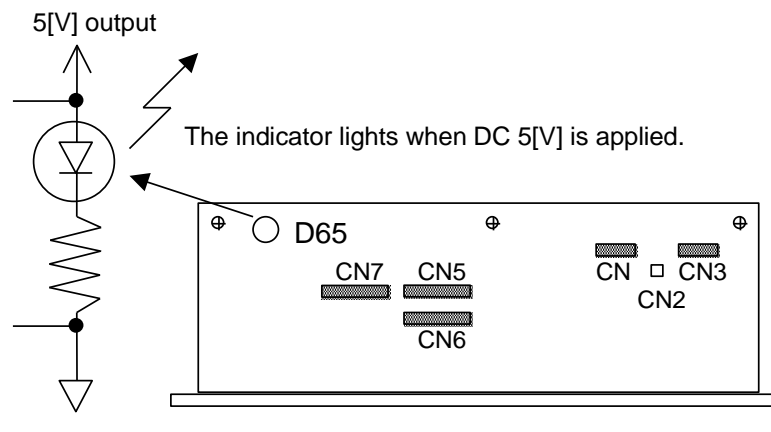 5[V] output
The indicator lights when DC 5[V] is applied.
D65
CN7
CN5
CN6
CN
CN3
CN2